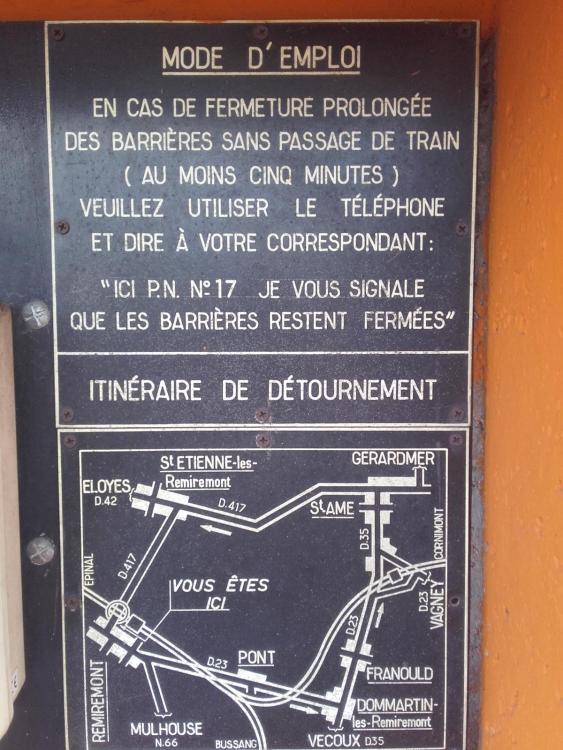 MODE D'EMPLOI
EN CAS DE FERMETURE PROLONGÉE
DES BARRIÈRES SANS PASSAGE DE TRAIN
( AU MOINS CINQ MINUTES )
VEUILLEZ UTILISER LE TÉLÉPHONE
ET DIRE À VOTRE CORRESPONDANT:
"ICI P.N. N°17 JE VOUS SIGNALE
QUE LES BARRIÈRES RESTENT FERMÉES"
ITINÉRAIRE DE DÉTOURNEMENT
St ETIENNE-les-
Remiremont
GERARDMER
ELOYES
D.42
D.417
St AME
D.35
CORNIMONT
EPINAL
D.417
VOUS ÊTES
ICI
D.23
VAGNEY
D.23
REMIREMONT
D.23
PONT
FRANOULD
DOMMARTIN-
les-Remiremont
MULHOUSE
N.66
BUSSANG
VECOUX D35